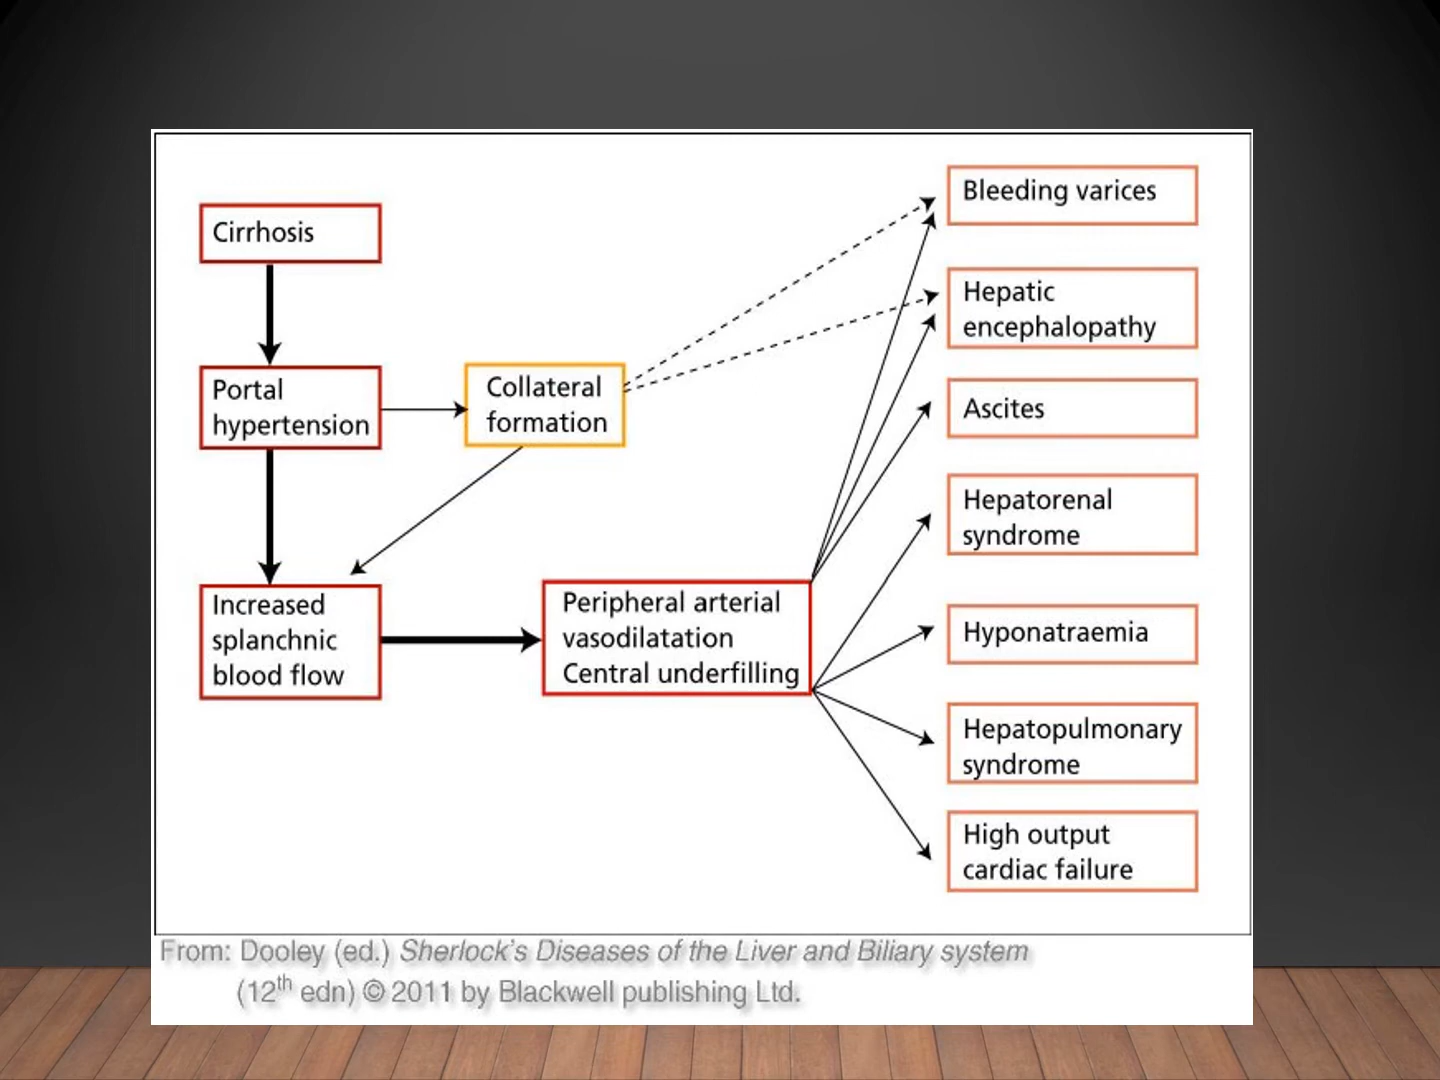 Cirrhosis
Portal
hypertension
Collateral
formation
Increased
splanchnic
blood flow
Peripheral arterial
vasodilatation
Central underfilling
Bleeding varices
Hepatic
encephalopathy
Ascites
Hepatorenal
syndrome
Hyponatraemia
Hepatopulmonary
syndrome
High output
cardiac failure
From: Dooley (ed.) Sherlock's Diseases of the Liver and Biliary system
(12th edn) © 2011 by Blackwell publishing Ltd.